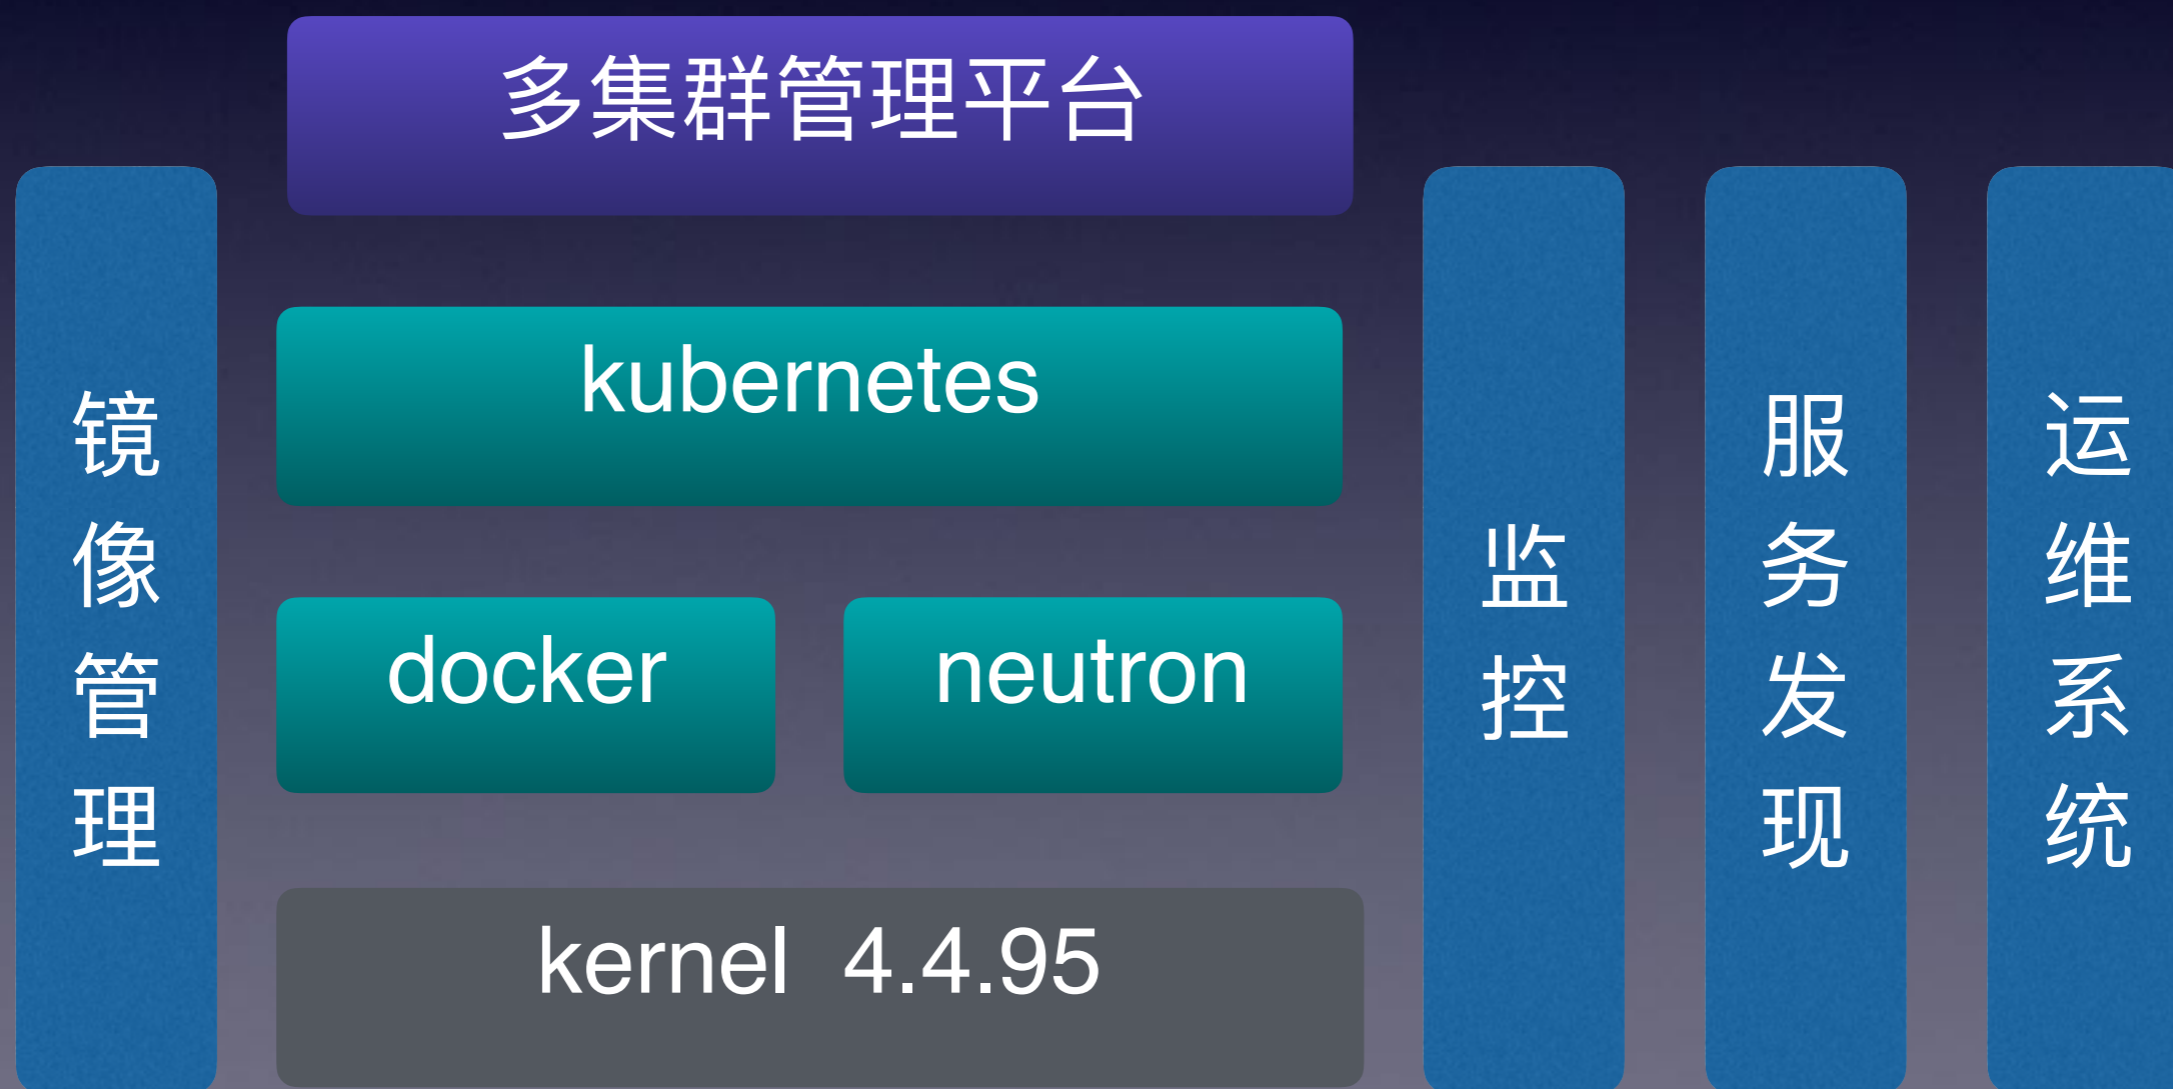 多集群管理平台
镜像管理
kubernetes
docker
neutron
kernel 4.4.95
监控
服务发现
运维系统